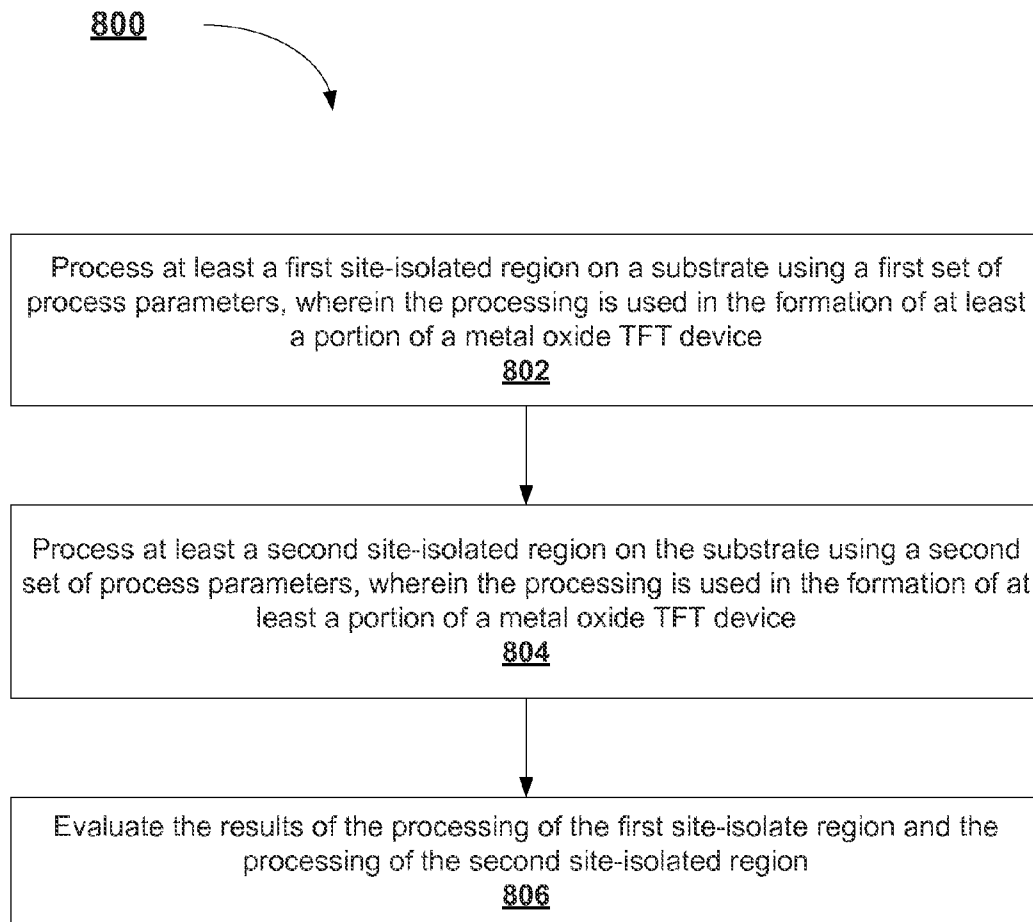 800
Process at least a first site-isolated region on a substrate using a first set of
process parameters, wherein the processing is used in the formation of at least
a portion of a metal oxide TFT device
802
Process at least a second site-isolated region on the substrate using a second
set of process parameters, wherein the processing is used in the formation of at
least a portion of a metal oxide TFT device
804
Evaluate the results of the processing of the first site-isolate region and the
processing of the second site-isolated region
806